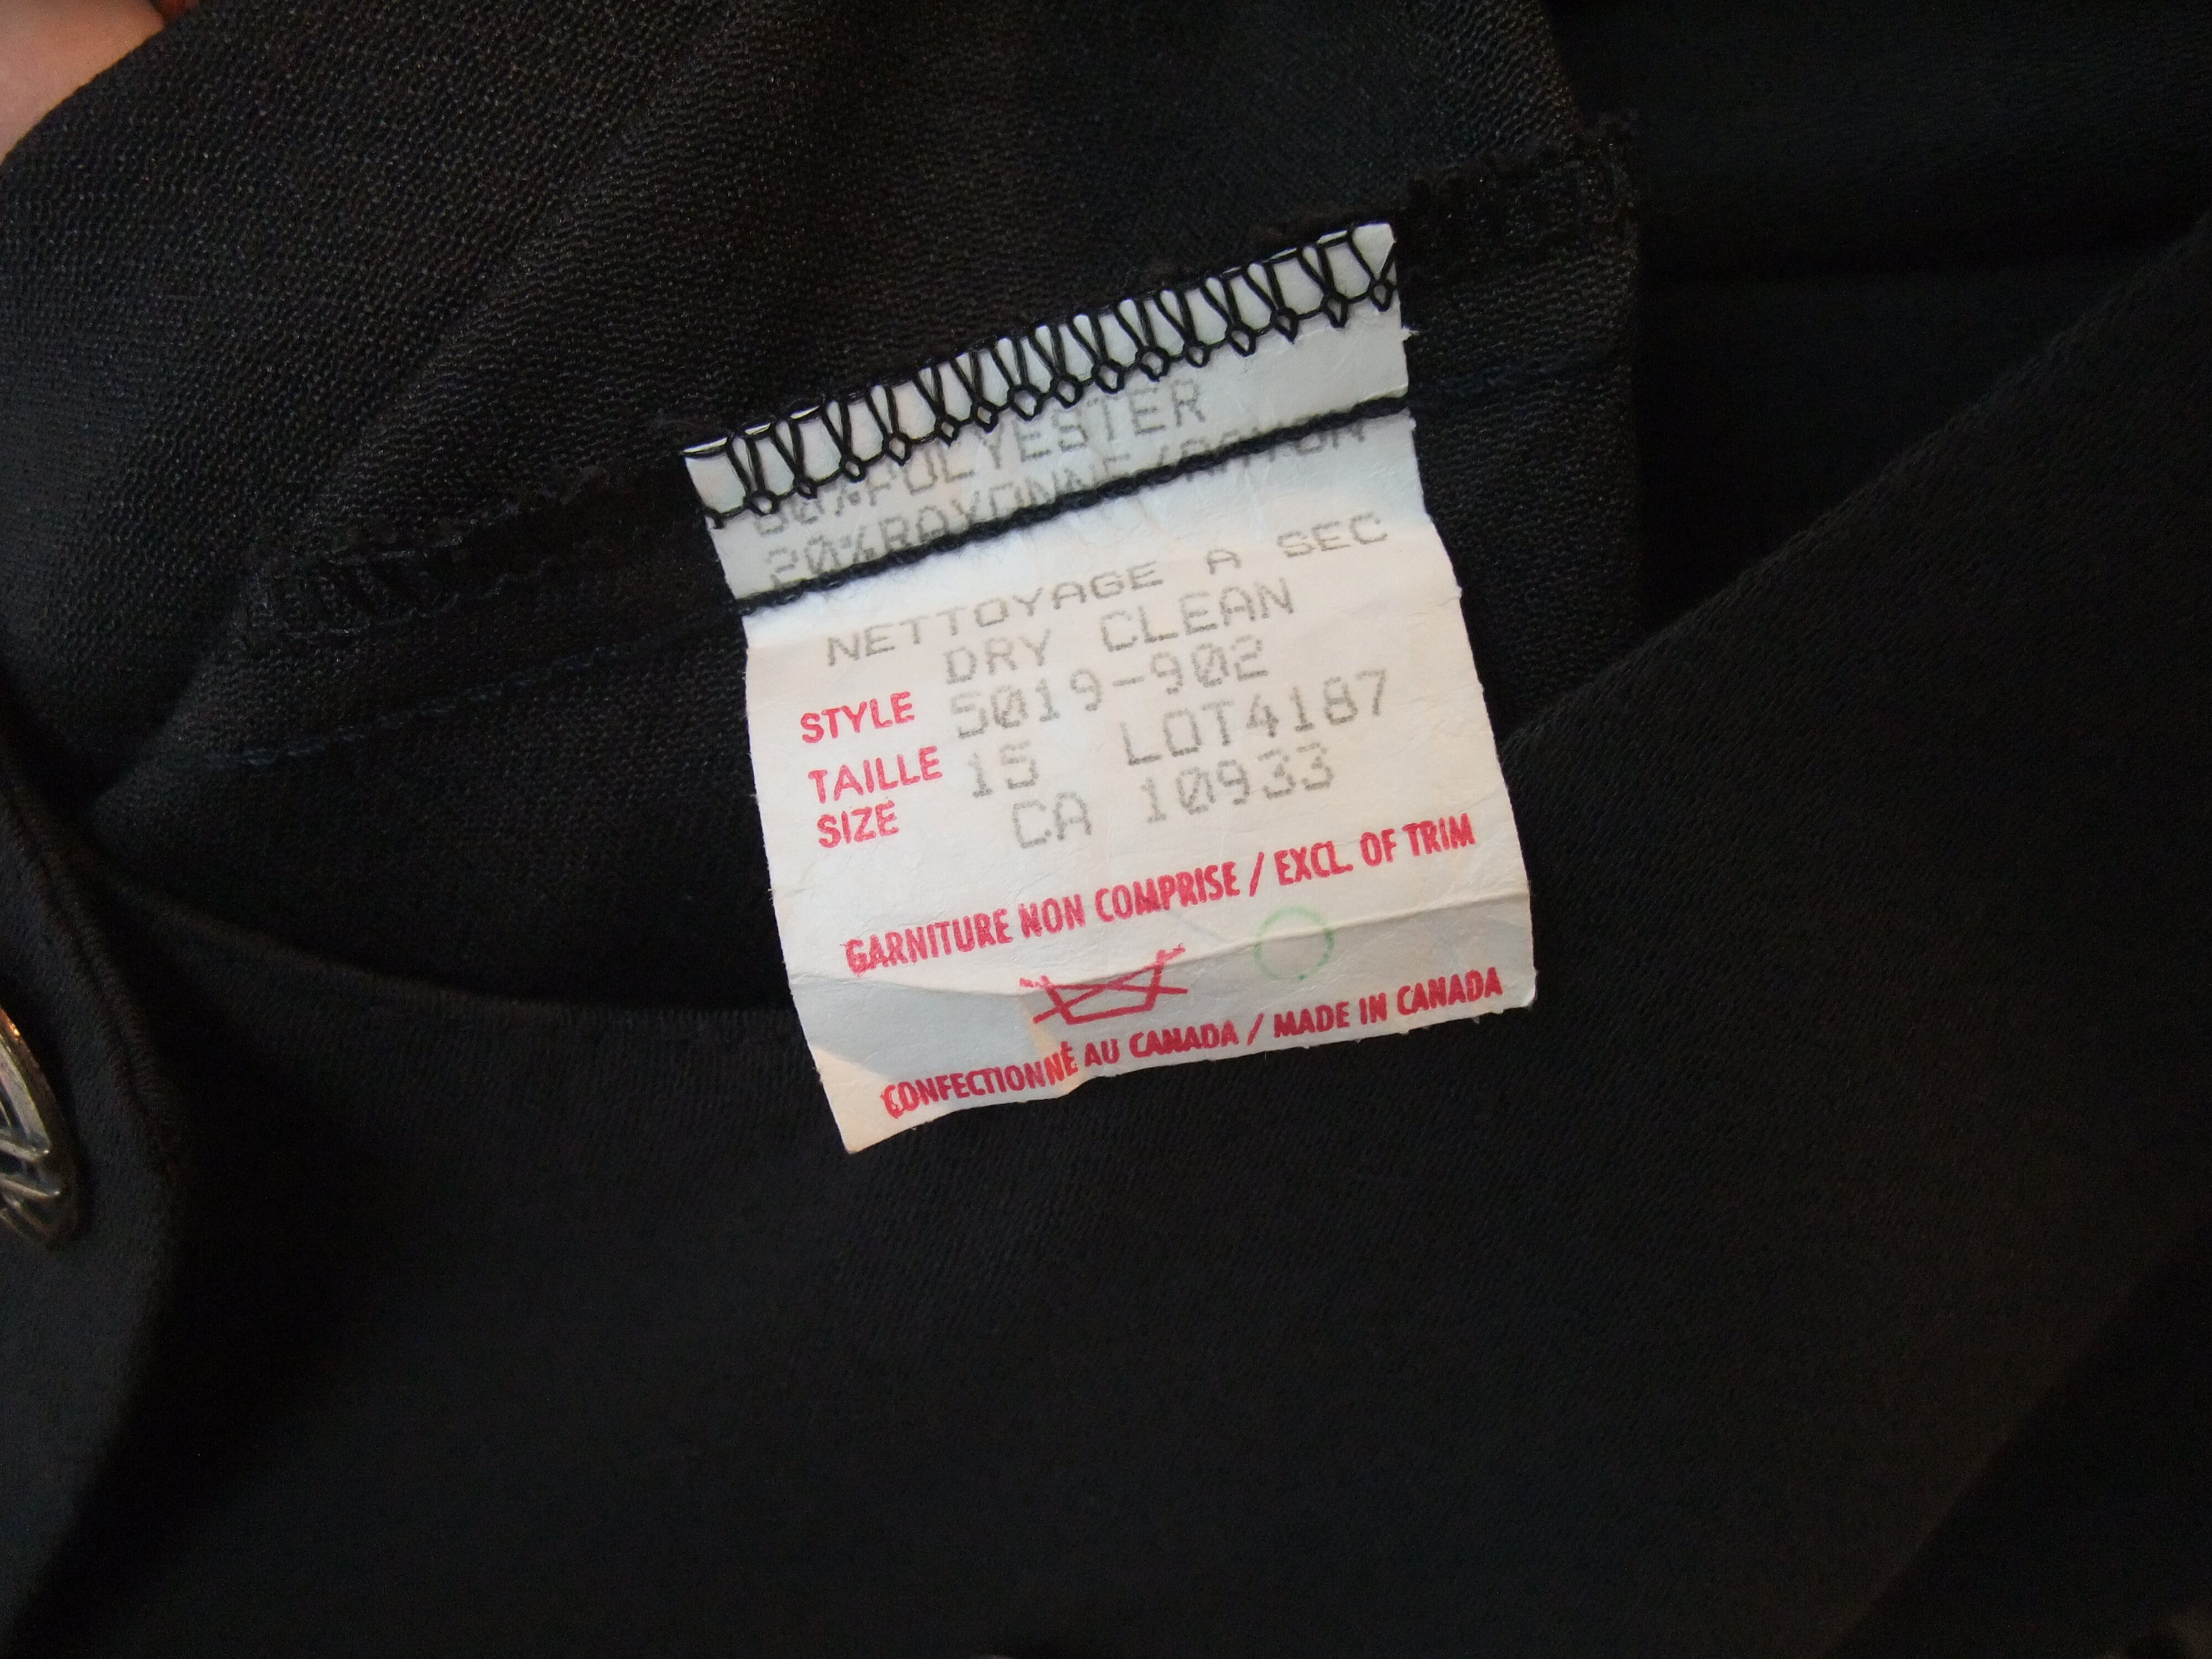 80%POLYESTER
20%RAYONNE/RAYON
NETTOYAGE A SEC
DRY CLEAN
STYLE 5019-902
TAILLE 15 LOT4187
SIZE CA 10933
GARNITURE NON COMPRISE / EXCL. OF TRIM
CONFECTIONNÉ AU CANADA / MADE IN CANADA